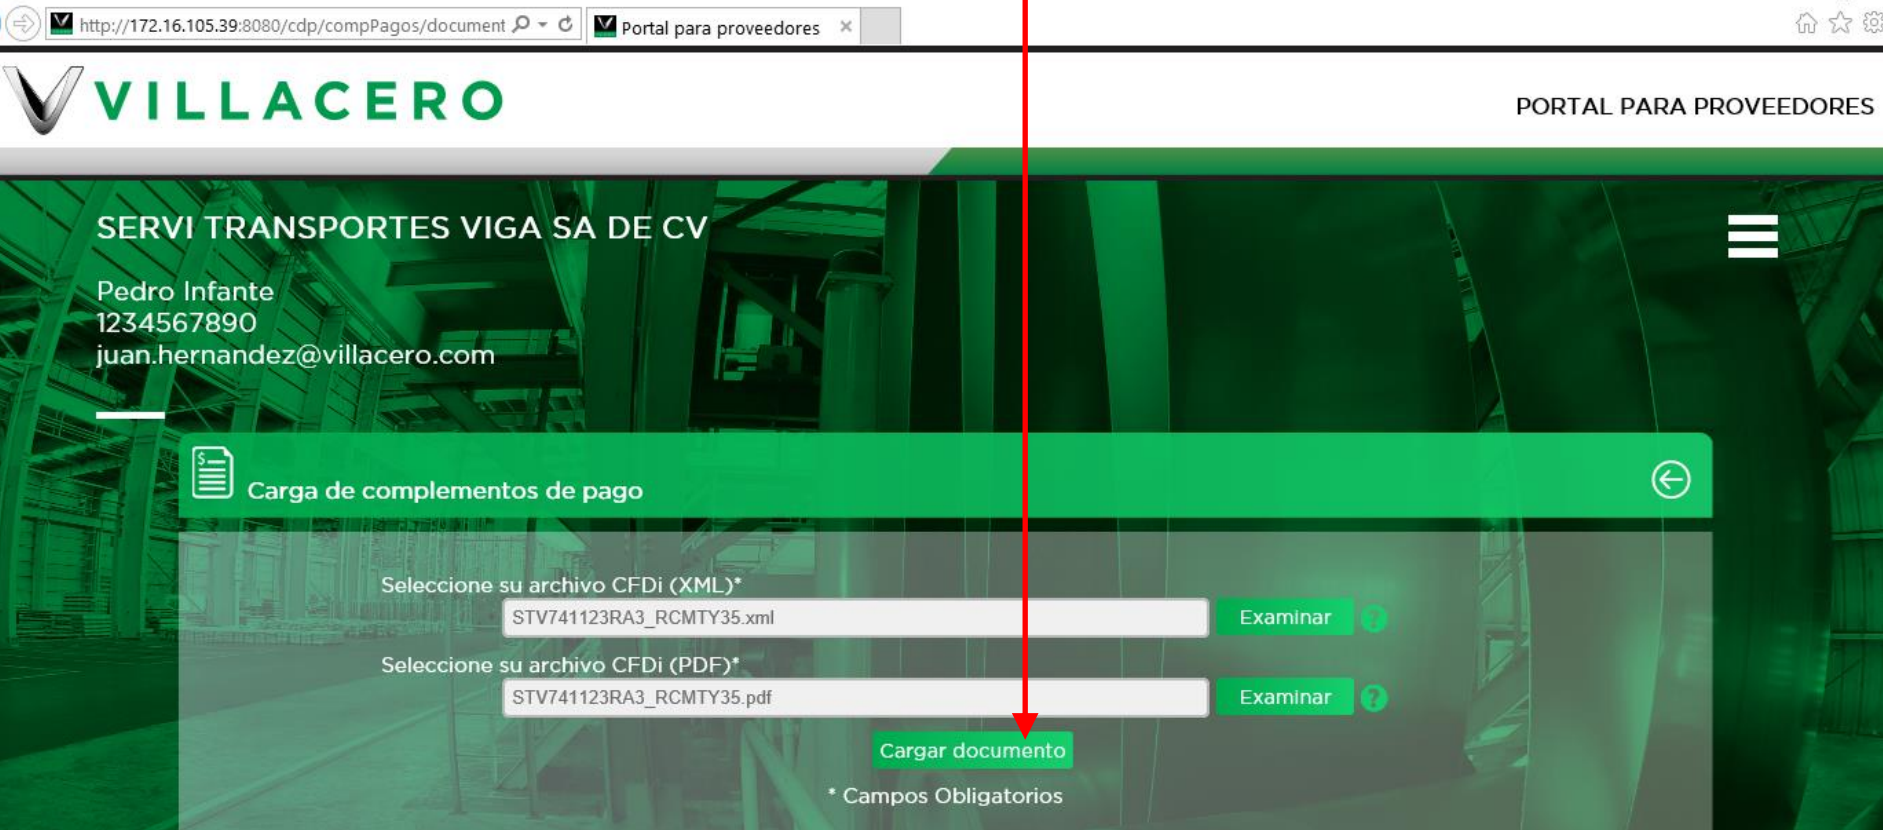 http://172.16.105.39:8080/cdp/compPagos/document
Portal para proveedores
VILLACERO
PORTAL PARA PROVEEDORES
SERVI TRANSPORTES VIGA SA DE CV
Pedro Infante
1234567890
juan.hernandez@villacero.com
Carga de complementos de pago
Seleccione su archivo CFDi (XML)*
STV741123RA3_RCMTY35.xml
Examinar ?
Seleccione su archivo CFDi (PDF)*
STV741123RA3_RCMTY35.pdf
Examinar ?
Cargar documento
* Campos Obligatorios